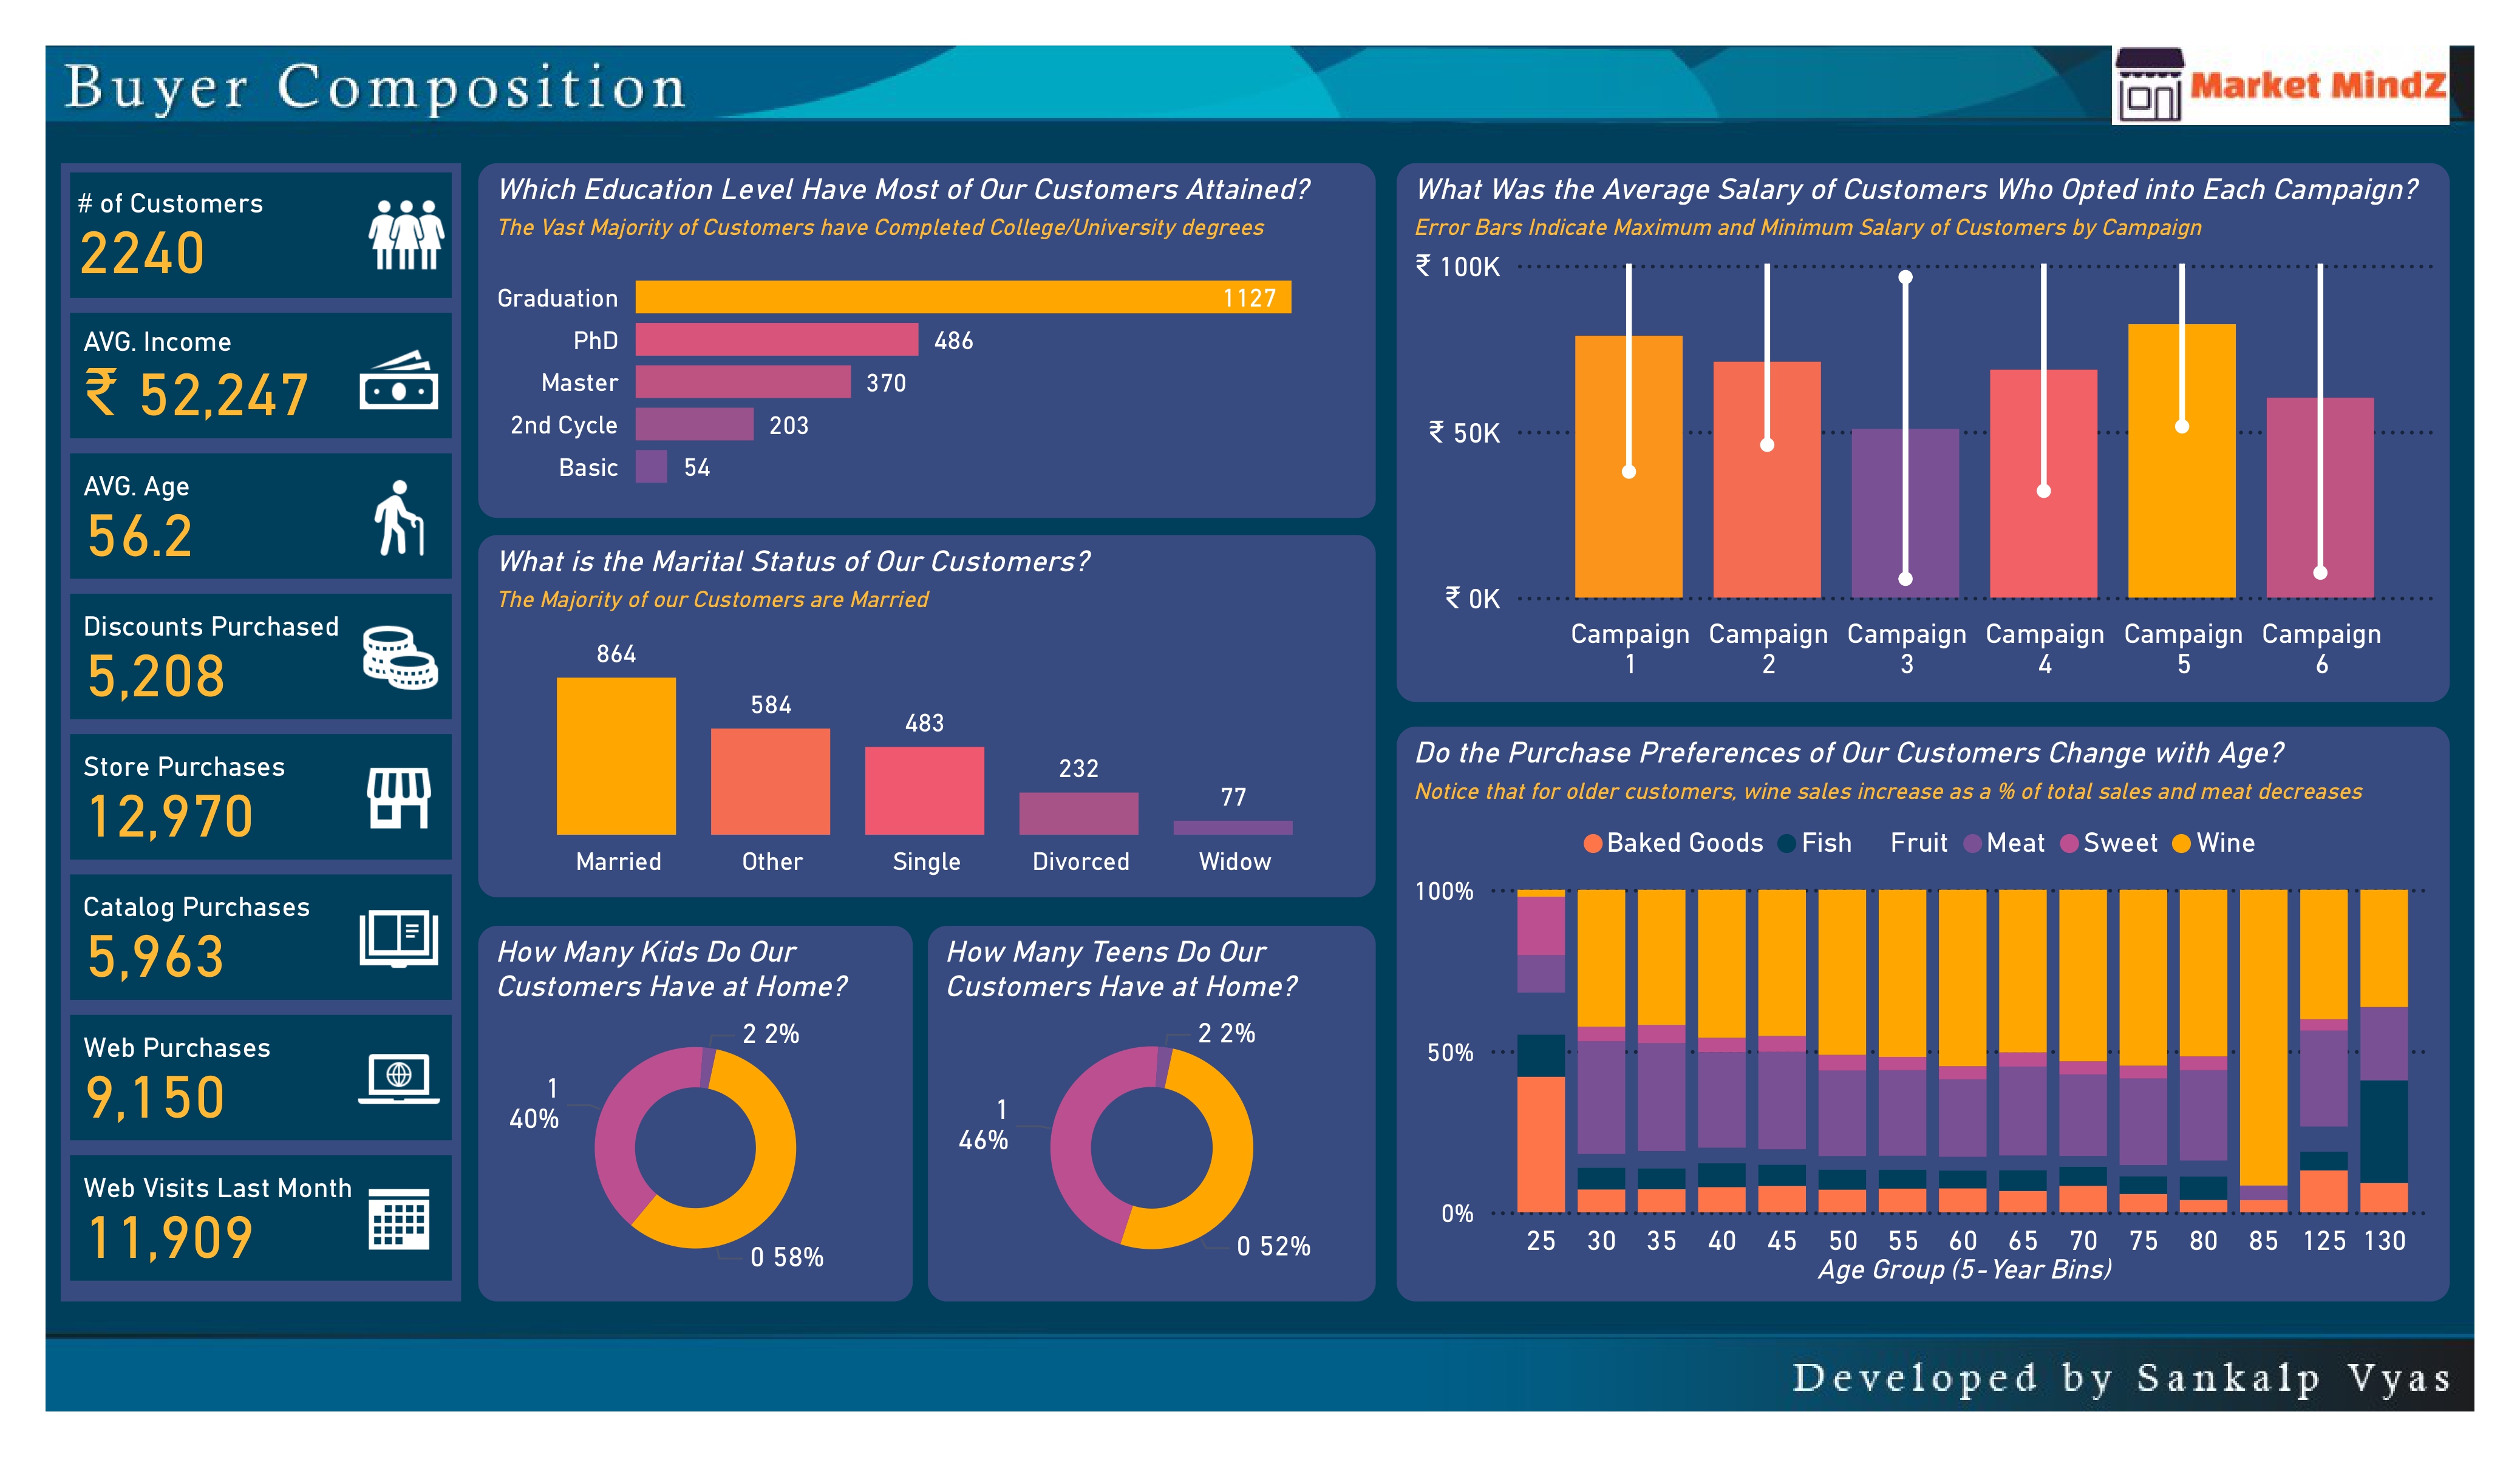 Buyer Composition
Market MindZ
# of Customers
2240
AVG. Income
₹ 52,247
AVG. Age
56.2
Discounts Purchased
5,208
Store Purchases
12,970
Catalog Purchases
5,963
Web Purchases
9,150
Web Visits Last Month
11,909
Which Education Level Have Most of Our Customers Attained?
The Vast Majority of Customers have Completed College/University degrees
Graduation 1127
PhD 486
Master 370
2nd Cycle 203
Basic 54
What is the Marital Status of Our Customers?
The Majority of our Customers are Married
864 584 483 232 77
Married Other Single Divorced Widow
How Many Kids Do Our
Customers Have at Home?
2 2%
1
40%
0 58%
How Many Teens Do Our
Customers Have at Home?
2 2%
1
46%
0 52%
What Was the Average Salary of Customers Who Opted into Each Campaign?
Error Bars Indicate Maximum and Minimum Salary of Customers by Campaign
₹ 100K
₹ 50K
₹ 0K
Campaign Campaign Campaign Campaign Campaign Campaign
1 2 3 4 5 6
Do the Purchase Preferences of Our Customers Change with Age?
Notice that for older customers, wine sales increase as a % of total sales and meat decreases
Baked Goods Fish Fruit Meat Sweet Wine
100%
50%
0%
25 30 35 40 45 50 55 60 65 70 75 80 85 125 130
Age Group (5-Year Bins)
Developed by Sankalp Vyas